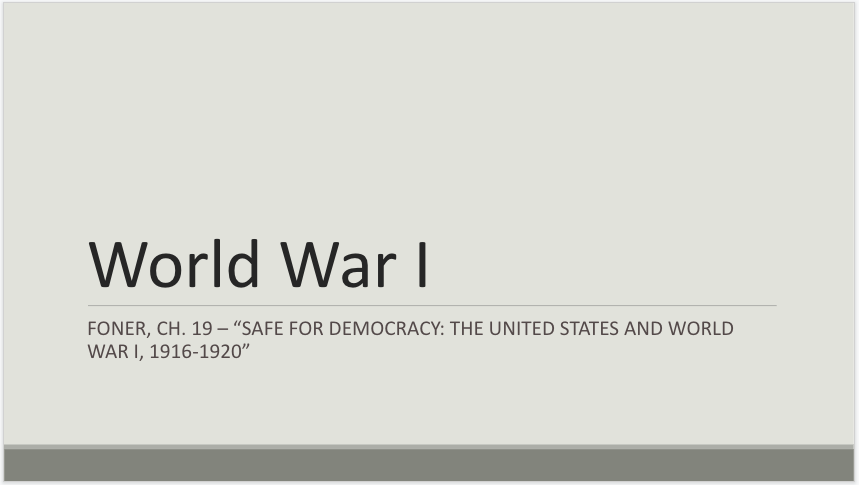 World War I
FONER, CH. 19 – “SAFE FOR DEMOCRACY: THE UNITED STATES AND WORLD
WAR I, 1916-1920”